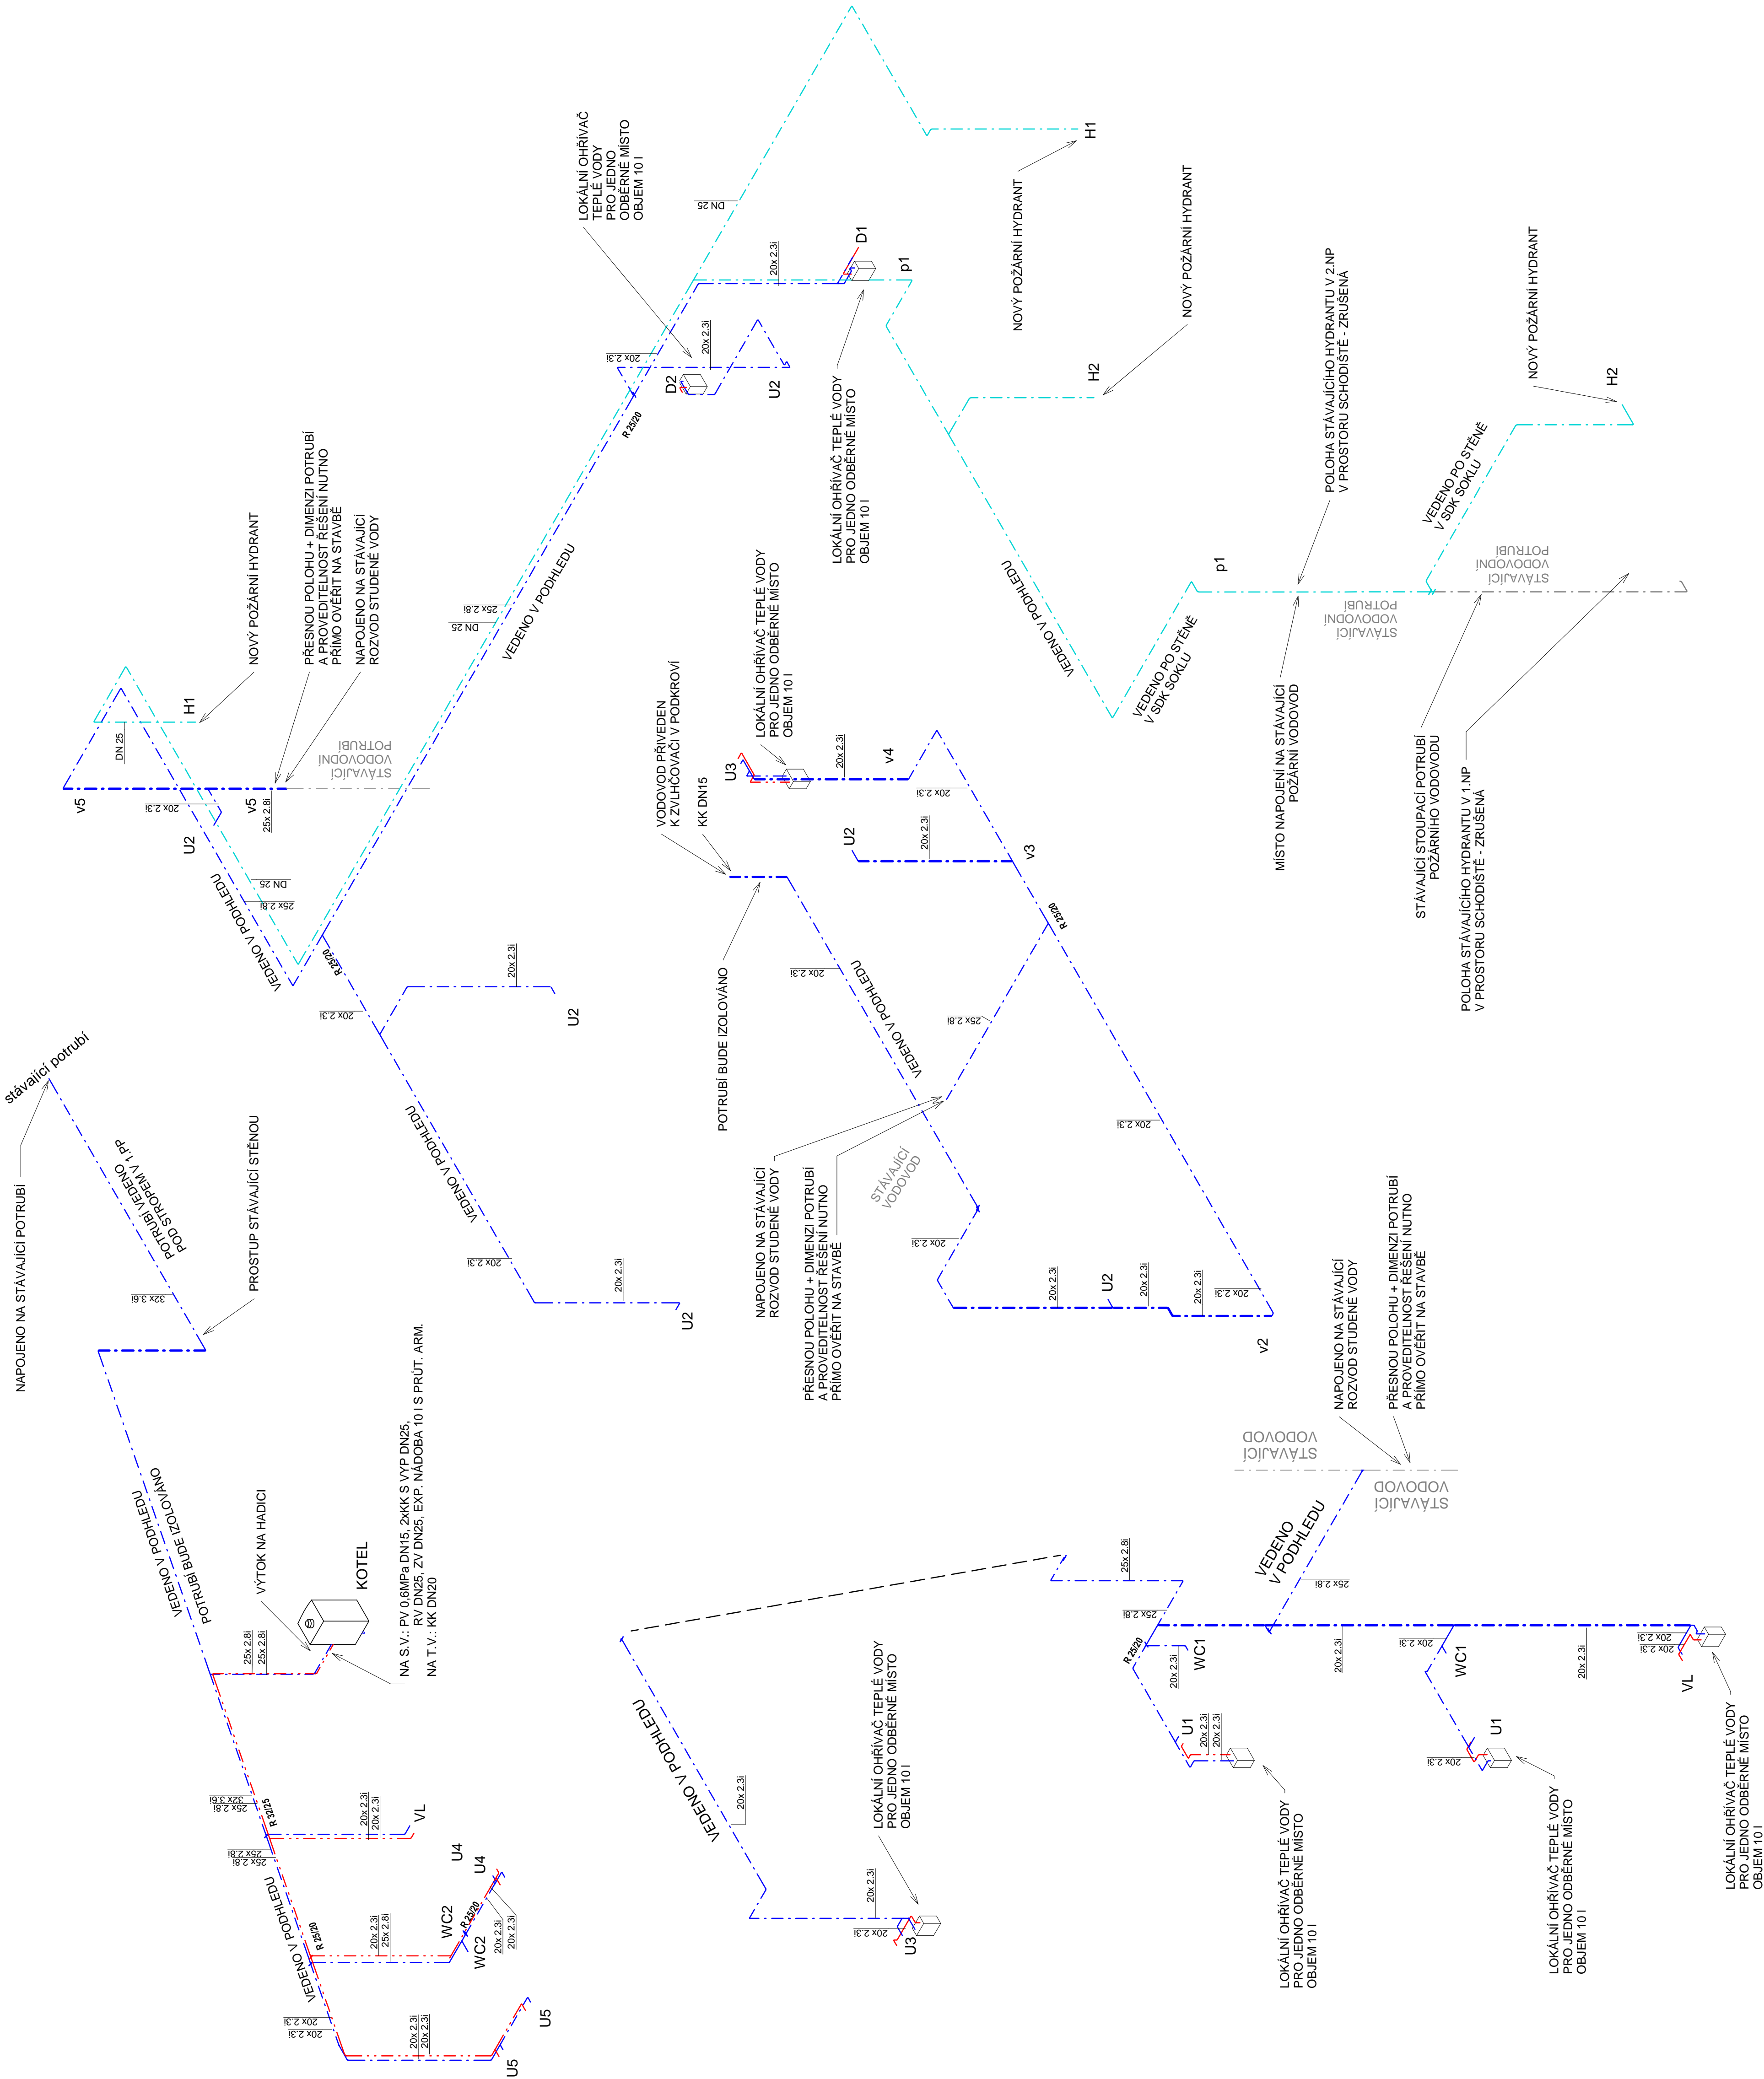 NAPOJENO NA STÁVAJÍCÍ POTRUBÍ
stávající potrubí
POTRUBÍ VEDENO
POD STROPEM V 1.PP
32x 3.6i
PROSTUP STÁVAJÍCÍ STĚNOU
VEDENO V PODHLEDU
POTRUBÍ BUDE IZOLOVÁNO
VÝTOK NA HADICI
KOTEL
25x 2.8i
25x 2.8i
NA S.V.: PV 0,6MPa DN15, 2xKK S VYP DN25,
RV DN25, ZV DN25, EXP. NÁDOBA 10 l S PRŮT. ARM.
NA T.V.: KK DN20
32x 3.6i
25x 2.8i
R 32/25
20x 2.3i
20x 2.3i
VL
25x 2.8i
25x 2.8i
VEDENO V PODHLEDU
R 25/20
20x 2.3i
25x 2.8i
WC2
WC2
R 25/20
U4
U4
20x 2.3i
20x 2.3i
20x 2.3i
20x 2.3i
20x 2.3i
20x 2.3i
U5
U5
v5
DN 25
H1
NOVÝ POŽÁRNÍ HYDRANT
PŘESNOU POLOHU + DIMENZI POTRUBÍ
A PROVEDITELNOST ŘEŠENÍ NUTNO
PŘÍMO OVĚŘIT NA STAVBĚ
NAPOJENO NA STÁVAJÍCÍ
ROZVOD STUDENÉ VODY
STÁVAJÍCÍ
VODOVODNÍ
POTRUBÍ
20x 2.3i
U2
v5
25x 2.8i
DN 25
25x 2.8i
VEDENO V PODHLEDU
R 25/20
20x 2.3i
20x 2.3i
U2
VEDENO V PODHLEDU
20x 2.3i
20x 2.3i
U2
25x 2.8i
DN 25
VEDENO V PODHLEDU
R 25/20
20x 2.3i
D2
20x 2.3i
U2
LOKÁLNÍ OHŘÍVAČ
TEPLÉ VODY
PRO JEDNO
ODBĚRNÉ MÍSTO
OBJEM 10 l
DN 25
20x 2.3i
D1
p1
LOKÁLNÍ OHŘÍVAČ TEPLÉ VODY
PRO JEDNO ODBĚRNÉ MÍSTO
OBJEM 10 l
NOVÝ POŽÁRNÍ HYDRANT
H1
H2
NOVÝ POŽÁRNÍ HYDRANT
VEDENO V PODHLEDU
VEDENO PO STĚNĚ
V SDK SOKLU
p1
MÍSTO NAPOJENÍ NA STÁVAJÍCÍ
POŽÁRNÍ VODOVOD
POLOHA STÁVAJÍCÍHO HYDRANTU V 2.NP
V PROSTORU SCHODIŠTĚ - ZRUŠENÁ
STÁVAJÍCÍ
VODOVODNÍ
POTRUBÍ
VEDENO PO STĚNĚ
V SDK SOKLU
STÁVAJÍCÍ
VODOVODNÍ
POTRUBÍ
NOVÝ POŽÁRNÍ HYDRANT
H2
STÁVAJÍCÍ STOUPACÍ POTRUBÍ
POŽÁRNÍHO VODOVODU
POLOHA STÁVAJÍCÍHO HYDRANTU V 1.NP
V PROSTORU SCHODIŠTĚ - ZRUŠENÁ
VODOVOD PŘIVEDEN
K ZVLHČOVAČI V PODKROVÍ
KK DN15
POTRUBÍ BUDE IZOLOVÁNO
20x 2.3i
VEDENO V PODHLEDU
U3
LOKÁLNÍ OHŘÍVAČ TEPLÉ VODY
PRO JEDNO ODBĚRNÉ MÍSTO
OBJEM 10 l
20x 2.3i
v4
20x 2.3i
U2
20x 2.3i
v3
R 25/20
25x 2.8i
NAPOJENO NA STÁVAJÍCÍ
ROZVOD STUDENÉ VODY
PŘESNOU POLOHU + DIMENZI POTRUBÍ
A PROVEDITELNOST ŘEŠENÍ NUTNO
PŘÍMO OVĚŘIT NA STAVBĚ
STÁVAJÍCÍ
VODOVOD
20x 2.3i
20x 2.3i
20x 2.3i
U2
20x 2.3i
20x 2.3i
20x 2.3i
v2
VEDENO V PODHLEDU
20x 2.3i
LOKÁLNÍ OHŘÍVAČ TEPLÉ VODY
PRO JEDNO ODBĚRNÉ MÍSTO
OBJEM 10 l
20x 2.3i
20x 2.3i
U3
25x 2.8i
25x 2.8i
R 25/20
20x 2.3i
WC1
U1
20x 2.3i
20x 2.3i
LOKÁLNÍ OHŘÍVAČ TEPLÉ VODY
PRO JEDNO ODBĚRNÉ MÍSTO
OBJEM 10 l
VEDENO
V PODHLEDU
25x 2.8i
STÁVAJÍCÍ
VODOVOD
STÁVAJÍCÍ
VODOVOD
NAPOJENO NA STÁVAJÍCÍ
ROZVOD STUDENÉ VODY
PŘESNOU POLOHU + DIMENZI POTRUBÍ
A PROVEDITELNOST ŘEŠENÍ NUTNO
PŘÍMO OVĚŘIT NA STAVBĚ
20x 2.3i
20x 2.3i
WC1
20x 2.3i
U1
LOKÁLNÍ OHŘÍVAČ TEPLÉ VODY
PRO JEDNO ODBĚRNÉ MÍSTO
OBJEM 10 l
20x 2.3i
20x 2.3i
20x 2.3i
VL
LOKÁLNÍ OHŘÍVAČ TEPLÉ VODY
PRO JEDNO ODBĚRNÉ MÍSTO
OBJEM 10 l